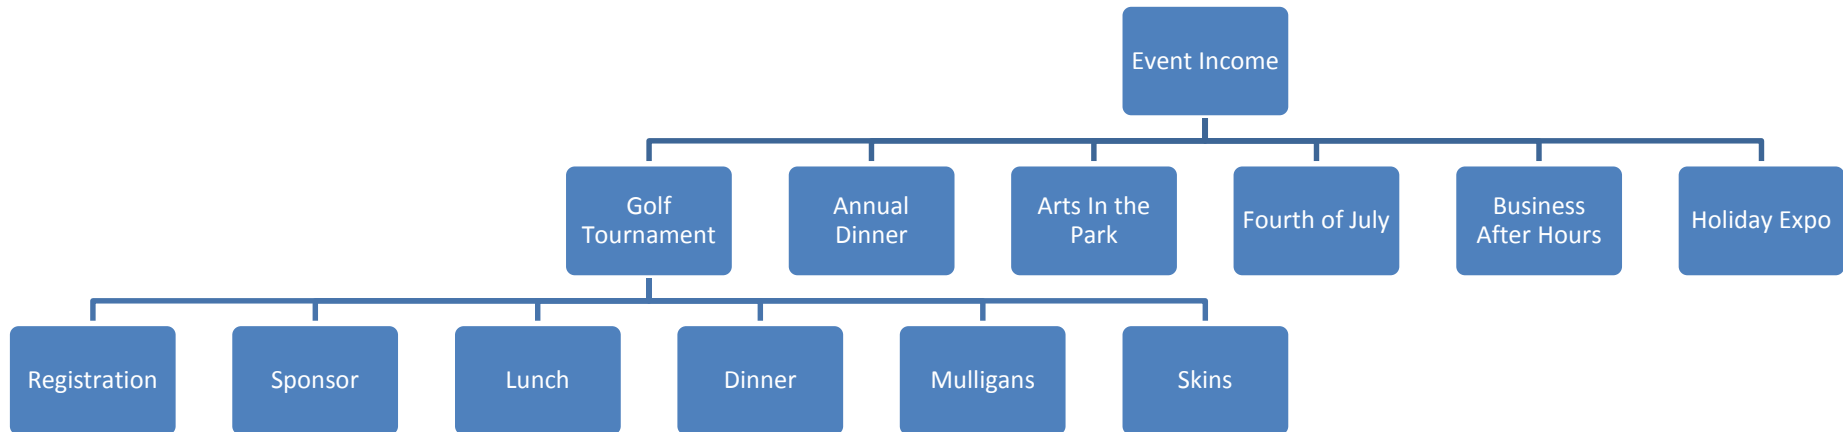 Event Income
Golf
Tournament
Annual
Dinner
Arts In the
Park
Fourth of July
Business
After Hours
Holiday Expo
Registration
Sponsor
Lunch
Dinner
Mulligans
Skins